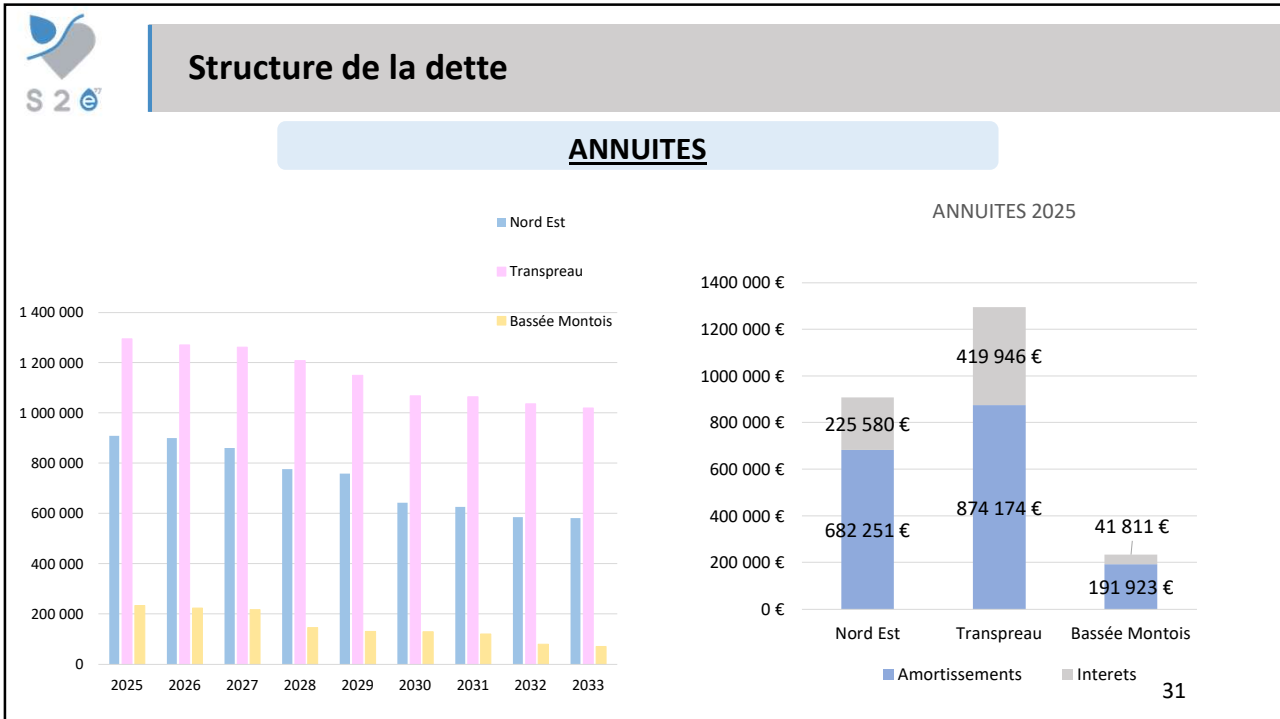 S 2 e 77
Structure de la dette
ANNUITES
Nord Est
Transpreau
Bassée Montois
1 400 000
1 200 000
1 000 000
800 000
600 000
400 000
200 000
0
2025 2026 2027 2028 2029 2030 2031 2032 2033
ANNUITES 2025
1400 000 €
1200 000 €
1000 000 €
800 000 €
600 000 €
400 000 €
200 000 €
0 €
225 580 €
682 251 €
419 946 €
874 174 €
41 811 €
191 923 €
Nord Est Transpreau Bassée Montois
Amortissements Interets
31